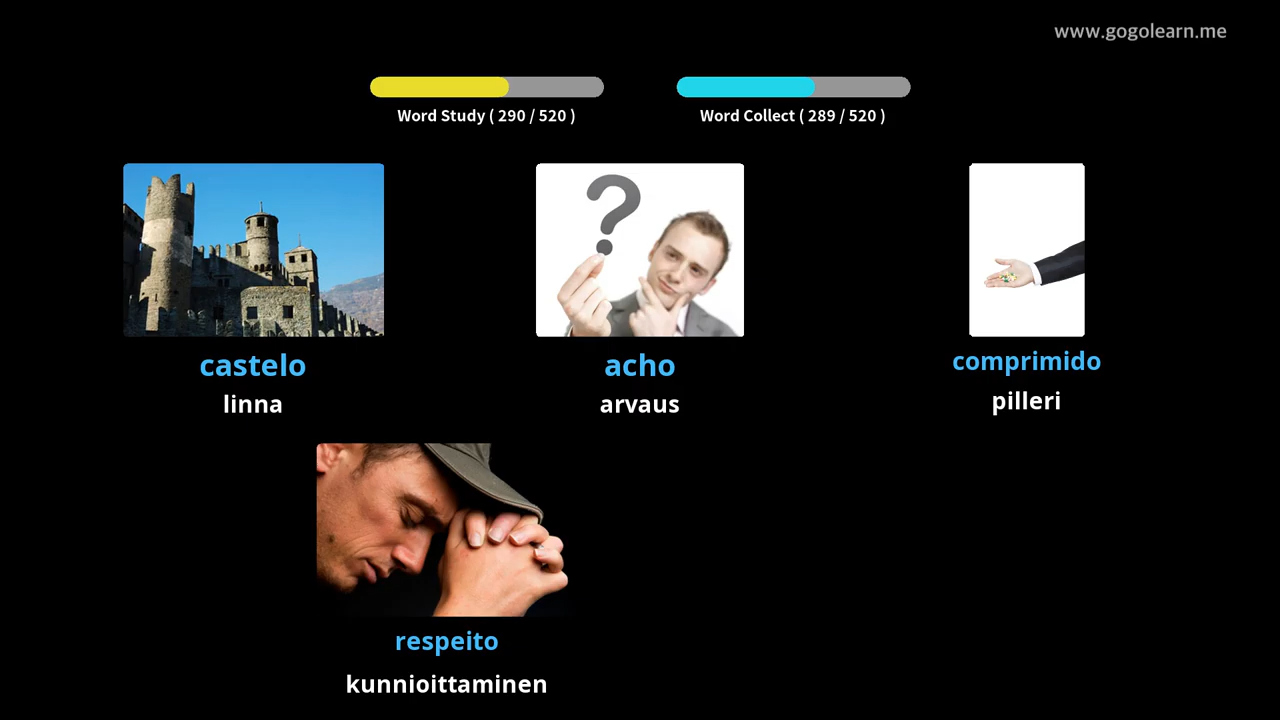 www.gogolearn.me
Word Study ( 290 / 520 )
Word Collect ( 289 / 520 )
castelo
linna
acho
arvaus
comprimido
pilleri
respeito
kunnioittaminen